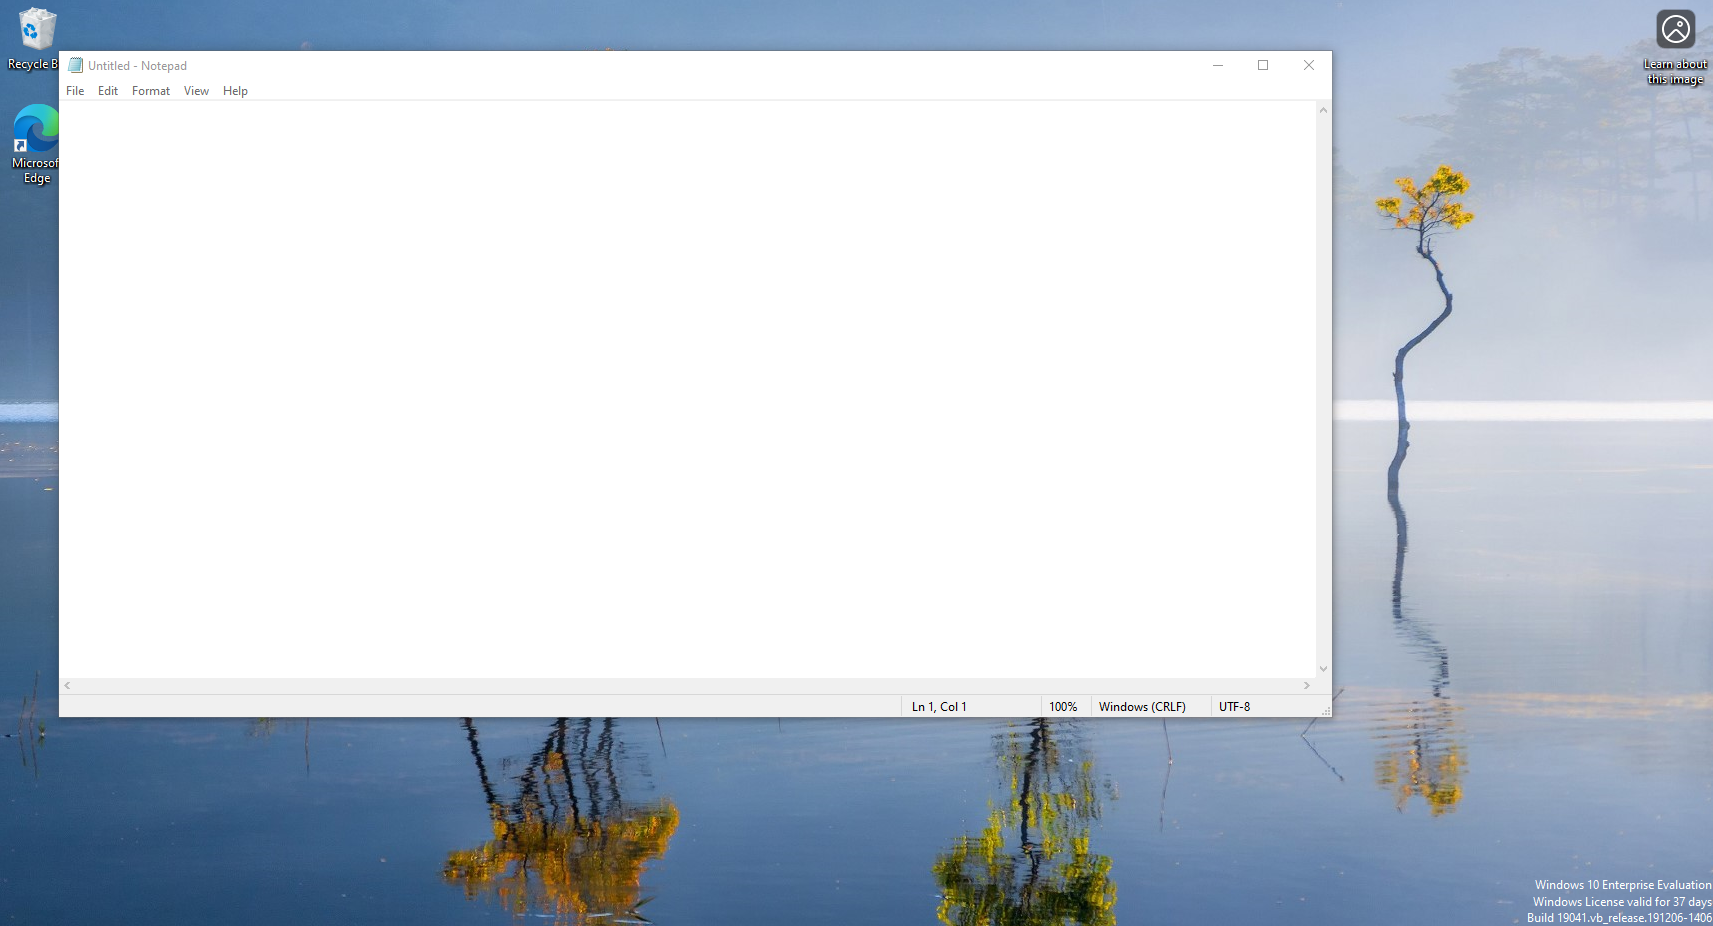 Recycle B
Untitled - Notepad
File Edit Format View Help
Microsof
Edge
Learn about
this image
Ln 1, Col 1 100% Windows (CRLF) UTF-8
Windows 10 Enterprise Evaluation
Windows License valid for 37 days
Build 19041.vb_release.191206-1406